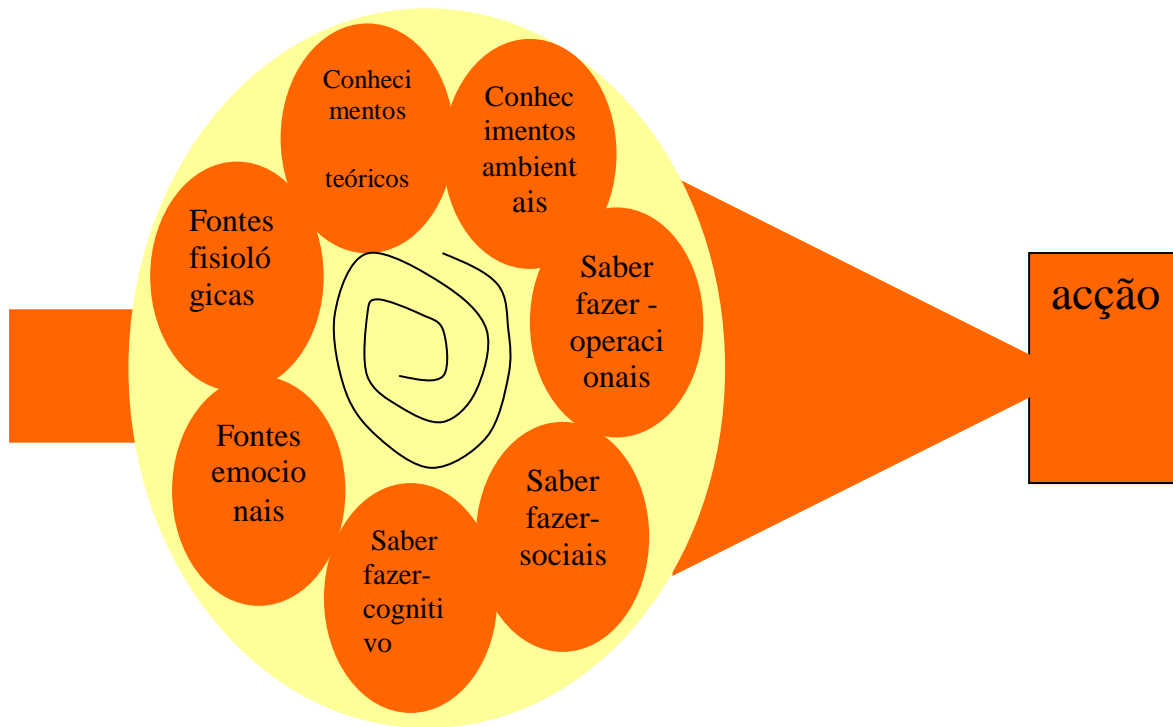 Conheci
mentos
teóricos
Conhec
imentos
ambient
ais
Saber
fazer -
operaci
onais
Saber
fazer-
sociais
Saber
fazer-
cogniti
vo
Fontes
emocio
nais
Fontes
fisioló
gicas
acção